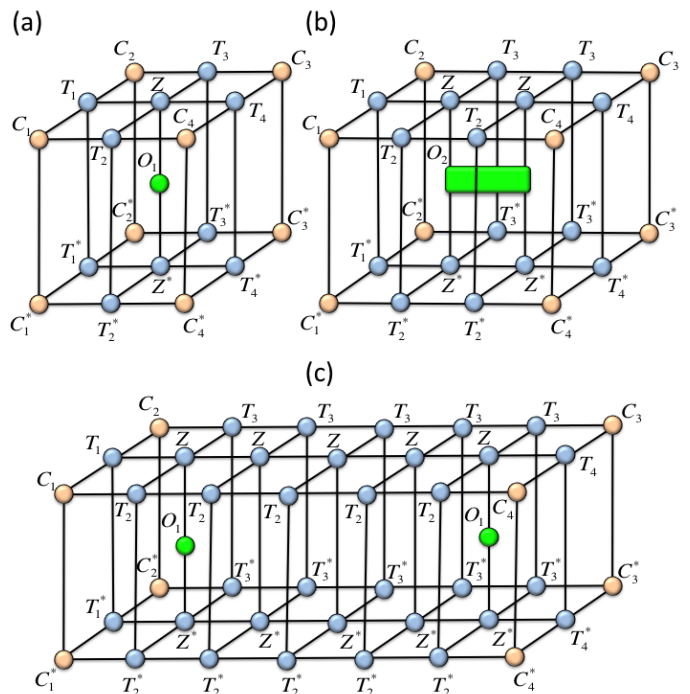 (a)
C₂ T₃ C₃
T₁ Z T₄
C₁ T₂ C₄
O₁
C₂* T₃* C₃*
T₁* Z* T₄*
C₁* T₂* C₄*
(b)
C₂ T₃ T₃ C₃
T₁ Z Z T₄
C₁ T₂ T₂ C₄
O₂
C₂* T₃* T₃* C₃*
T₁* Z* Z* T₄*
C₁* T₂* T₂* C₄*
(c)
C₂ T₃ T₃ T₃ T₃ T₃ C₃
T₁ Z Z Z Z Z T₄
C₁ T₂ T₂ T₂ T₂ T₂ C₄
O₁ O₁
C₂* T₃* T₃* T₃* T₃* T₃* C₃*
T₁* Z* Z* Z* Z* Z* T₄*
C₁* T₂* T₂* T₂* T₂* T₂* C₄*